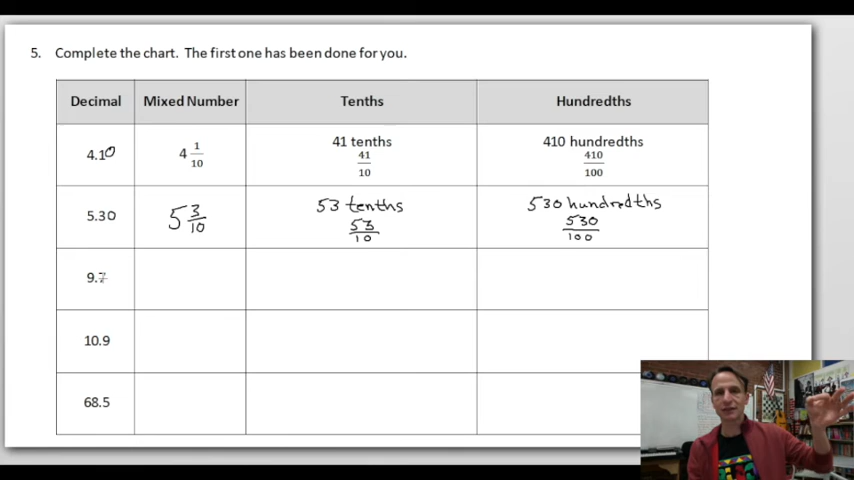 5. Complete the chart. The first one has been done for you.
Decimal Mixed Number Tenths Hundredths
4.10 4 1/10 41 tenths 41/10 410 hundredths 410/100
5.30 5 3/10 53 tenths 53/10 530 hundredths 530/100
9.7
10.9
68.5